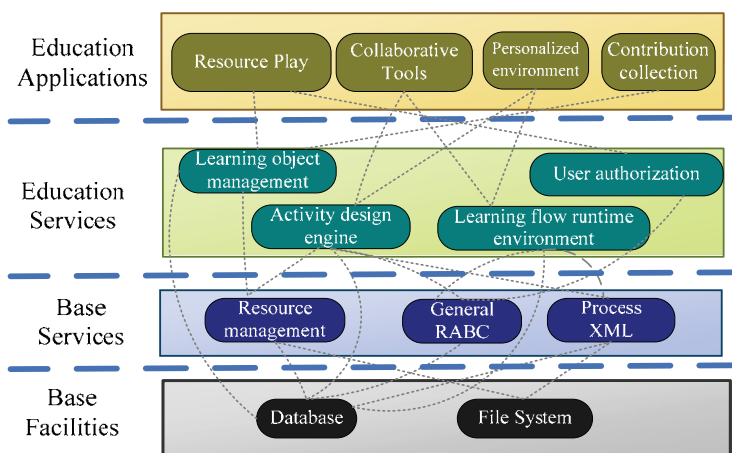 Education
Applications
Resource Play
Collaborative
Tools
Personalized
environment
Contribution
collection
Education
Services
Learning object
management
User authorization
Activity design
engine
Learning flow runtime
environment
Base
Services
Resource
management
General
RABC
Process
XML
Base
Facilities
Database
File System